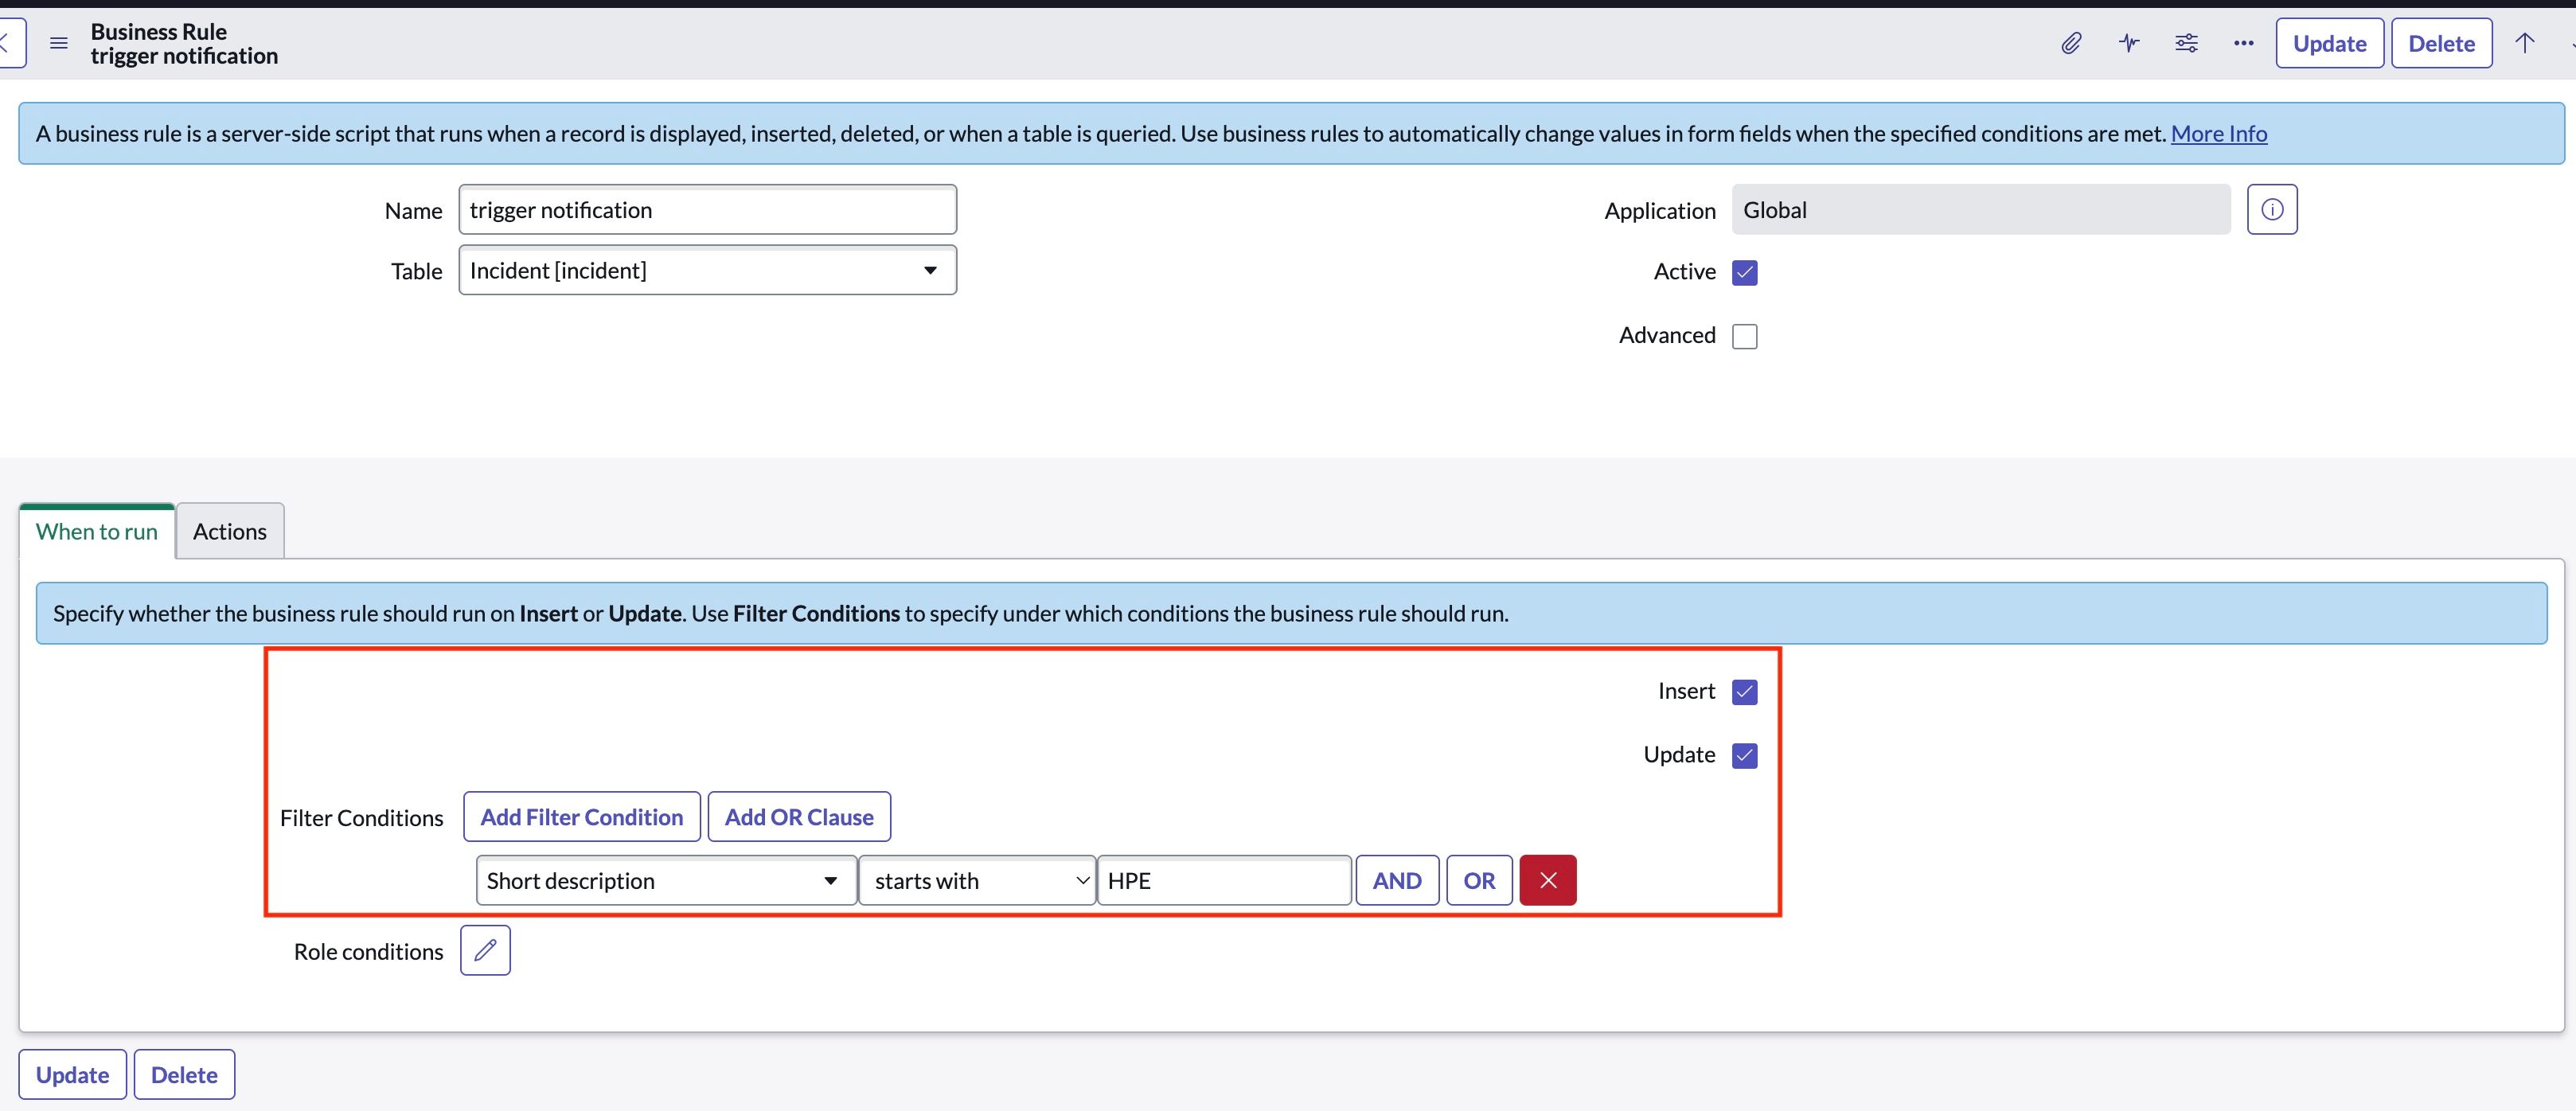 Business Rule
trigger notification
Update
Delete
A business rule is a server-side script that runs when a record is displayed, inserted, deleted, or when a table is queried. Use business rules to automatically change values in form fields when the specified conditions are met. More Info
Name trigger notification
Application Global
Table Incident [incident]
Active
Advanced
When to run
Actions
Specify whether the business rule should run on Insert or Update. Use Filter Conditions to specify under which conditions the business rule should run.
Insert
Update
Filter Conditions Add Filter Condition Add OR Clause
Short description starts with HPE AND OR
Role conditions
Update Delete